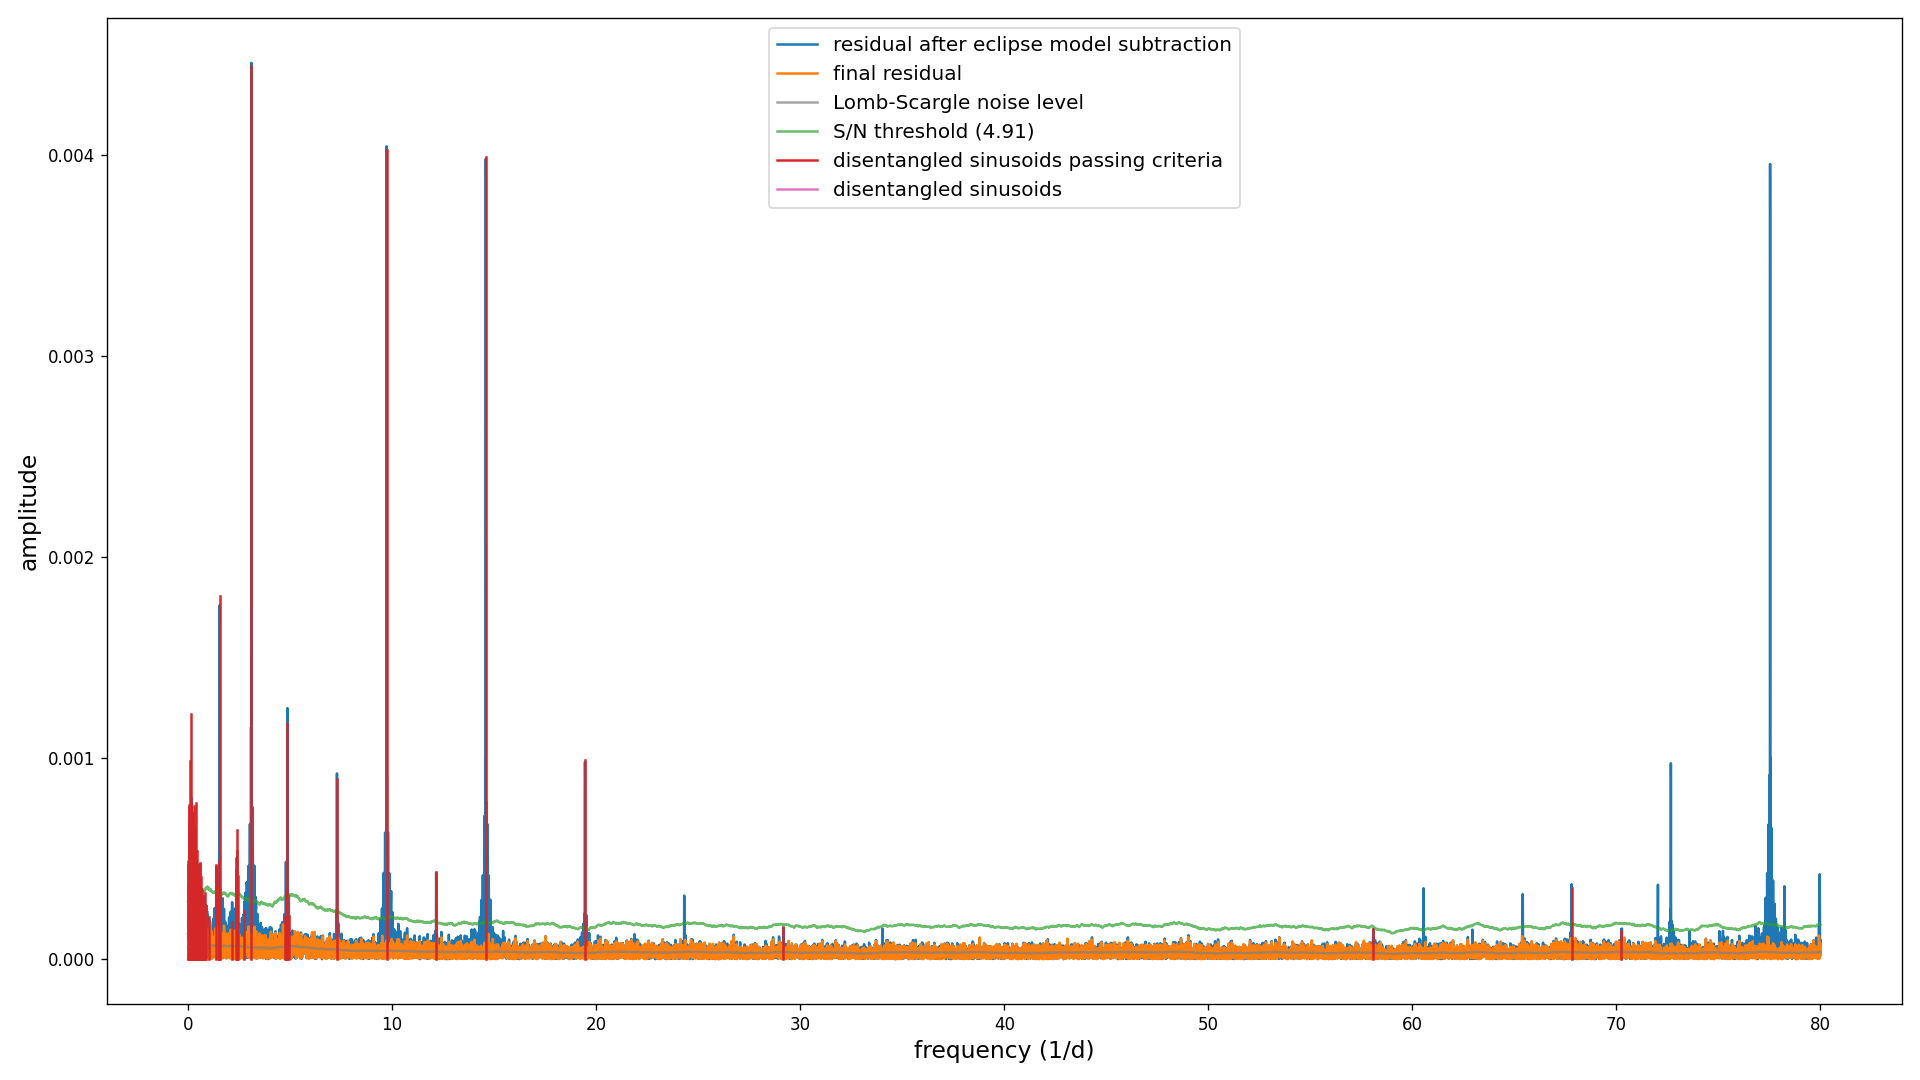 residual after eclipse model subtraction
final residual
Lomb-Scargle noise level
S/N threshold (4.91)
disentangled sinusoids passing criteria
disentangled sinusoids
0.004
0.003
0.002
0.001
0.000
amplitude
0 10 20 30 40 50 60 70 80
frequency (1/d)